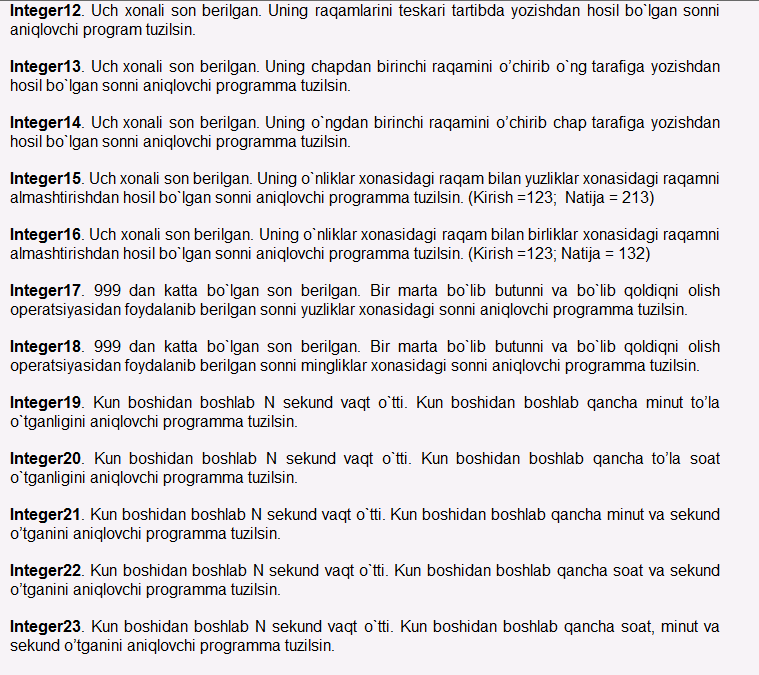 Integer12. Uch xonali son berilgan. Uning raqamlarini teskari tartibda yozishdan hosil bo`lgan sonni
aniqlovchi program tuzilsin.
Integer13. Uch xonali son berilgan. Uning chapdan birinchi raqamini o’chirib o`ng tarafiga yozishdan
hosil bo`lgan sonni aniqlovchi programma tuzilsin.
Integer14. Uch xonali son berilgan. Uning o`ngdan birinchi raqamini o’chirib chap tarafiga yozishdan
hosil bo`lgan sonni aniqlovchi programma tuzilsin.
Integer15. Uch xonali son berilgan. Uning o`nliklar xonasidagi raqam bilan yuzliklar xonasidagi raqamni
almashtirishdan hosil bo`lgan sonni aniqlovchi programma tuzilsin. (Kirish =123;  Natija = 213)
Integer16. Uch xonali son berilgan. Uning o`nliklar xonasidagi raqam bilan birliklar xonasidagi raqamni
almashtirishdan hosil bo`lgan sonni aniqlovchi programma tuzilsin. (Kirish =123; Natija = 132)
Integer17. 999 dan katta bo`lgan son berilgan. Bir marta bo`lib butunni va bo`lib qoldiqni olish
operatsiyasidan foydalanib berilgan sonni yuzliklar xonasidagi sonni aniqlovchi programma tuzilsin.
Integer18. 999 dan katta bo`lgan son berilgan. Bir marta bo`lib butunni va bo`lib qoldiqni olish
operatsiyasidan foydalanib berilgan sonni mingliklar xonasidagi sonni aniqlovchi programma tuzilsin.
Integer19. Kun boshidan boshlab N sekund vaqt o`tti. Kun boshidan boshlab qancha minut to’la
o`tganligini aniqlovchi programma tuzilsin.
Integer20. Kun boshidan boshlab N sekund vaqt o`tti. Kun boshidan boshlab qancha to’la soat
o`tganligini aniqlovchi programma tuzilsin.
Integer21. Kun boshidan boshlab N sekund vaqt o`tti. Kun boshidan boshlab qancha minut va sekund
o’tganini aniqlovchi programma tuzilsin.
Integer22. Kun boshidan boshlab N sekund vaqt o`tti. Kun boshidan boshlab qancha soat va sekund
o’tganini aniqlovchi programma tuzilsin.
Integer23. Kun boshidan boshlab N sekund vaqt o`tti. Kun boshidan boshlab qancha soat, minut va
sekund o’tganini aniqlovchi programma tuzilsin.